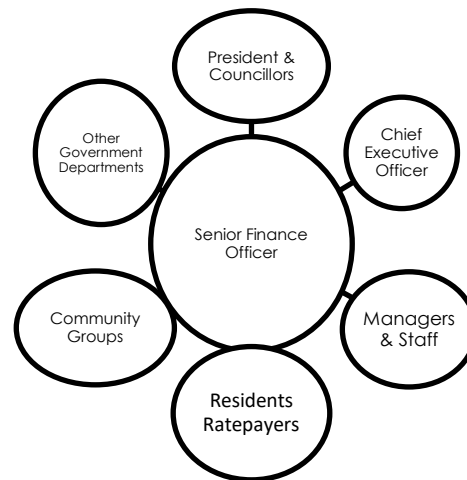 President &
Councillors
Other
Government
Departments
Chief
Executive
Officer
Senior Finance
Officer
Community
Groups
Managers
& Staff
Residents
Ratepayers